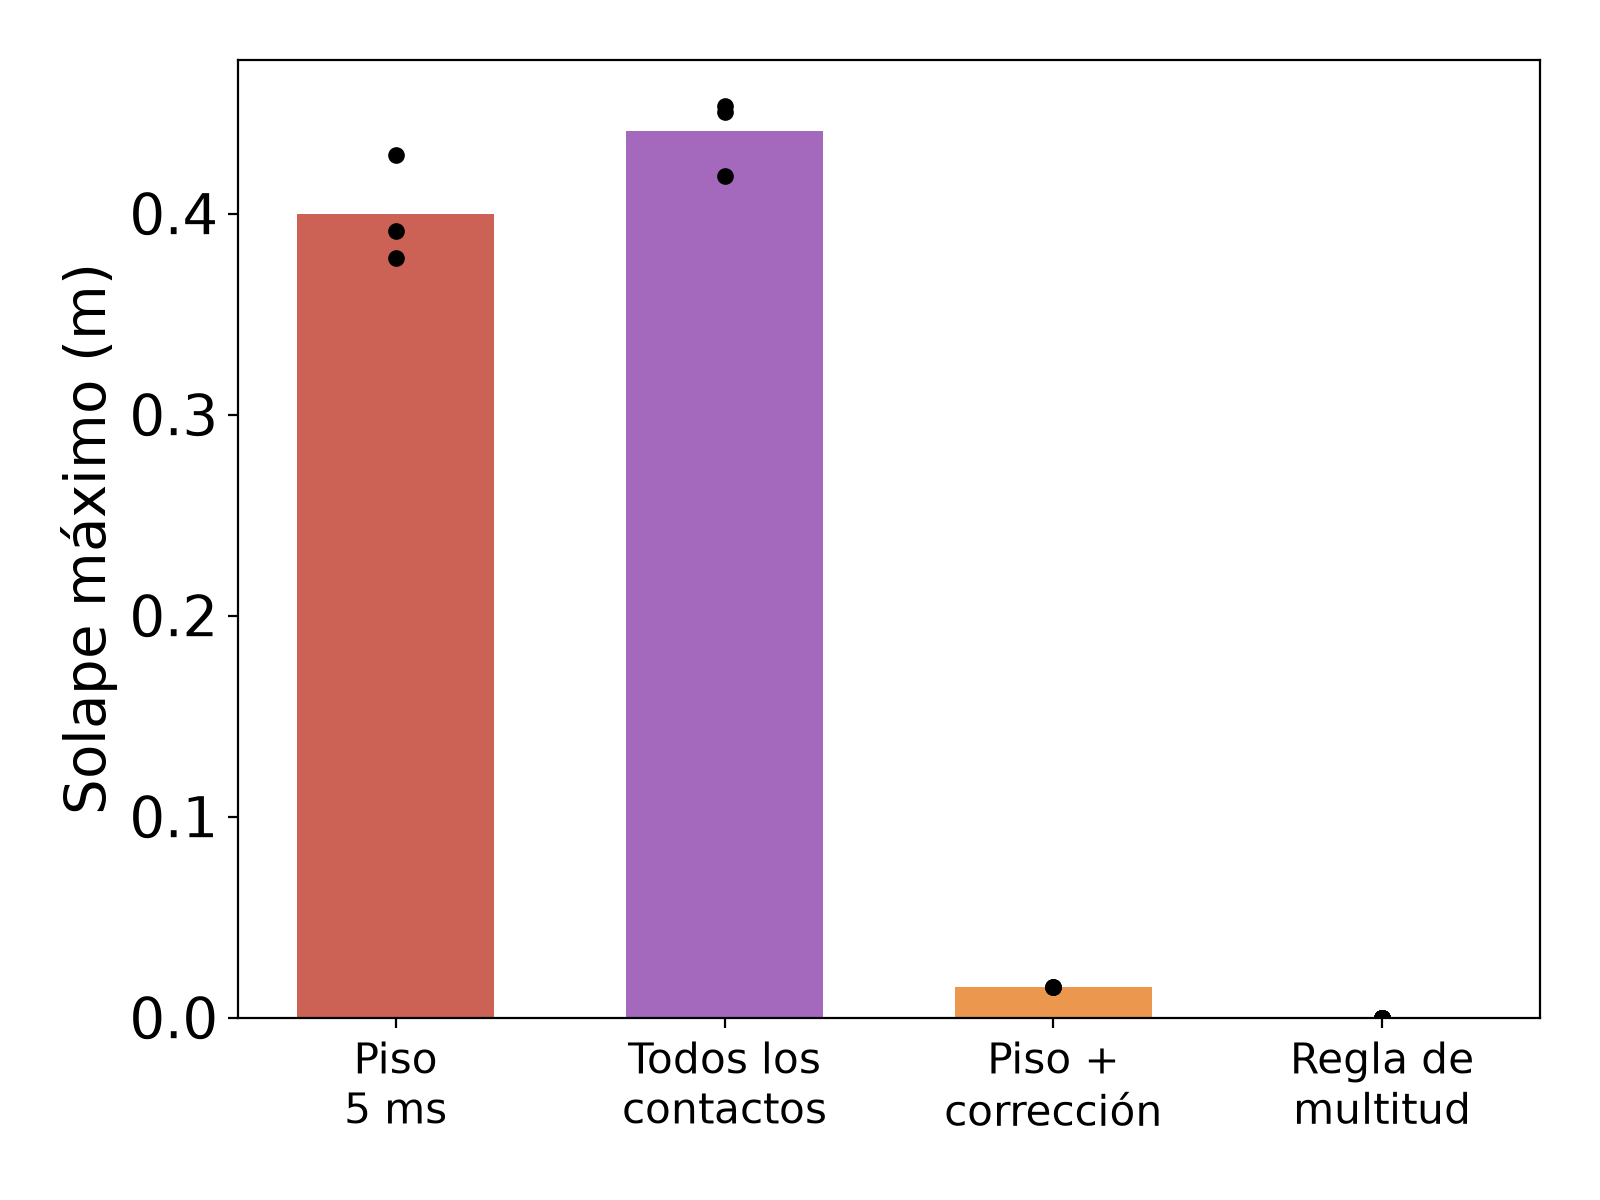 Solape máximo (m)
0.4
0.3
0.2
0.1
0.0
Piso
5 ms
Todos los
contactos
Piso +
corrección
Regla de
multitud